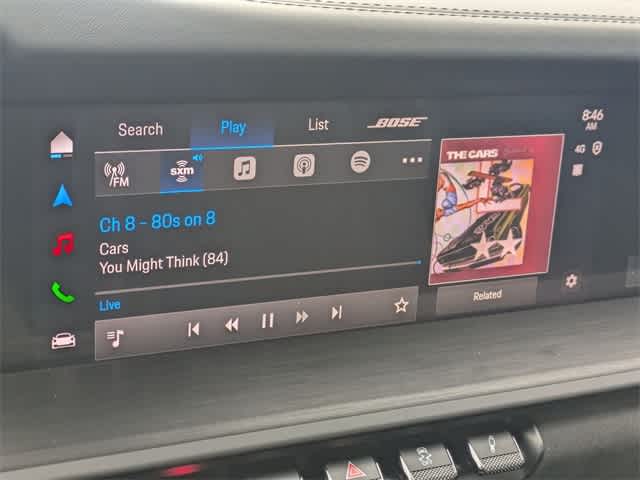 Search Play List BOSE
8:46
AM
/FM sxm
4G
THE CARS
Ch 8 - 80s on 8
Cars
You Might Think (84)
Live
Related